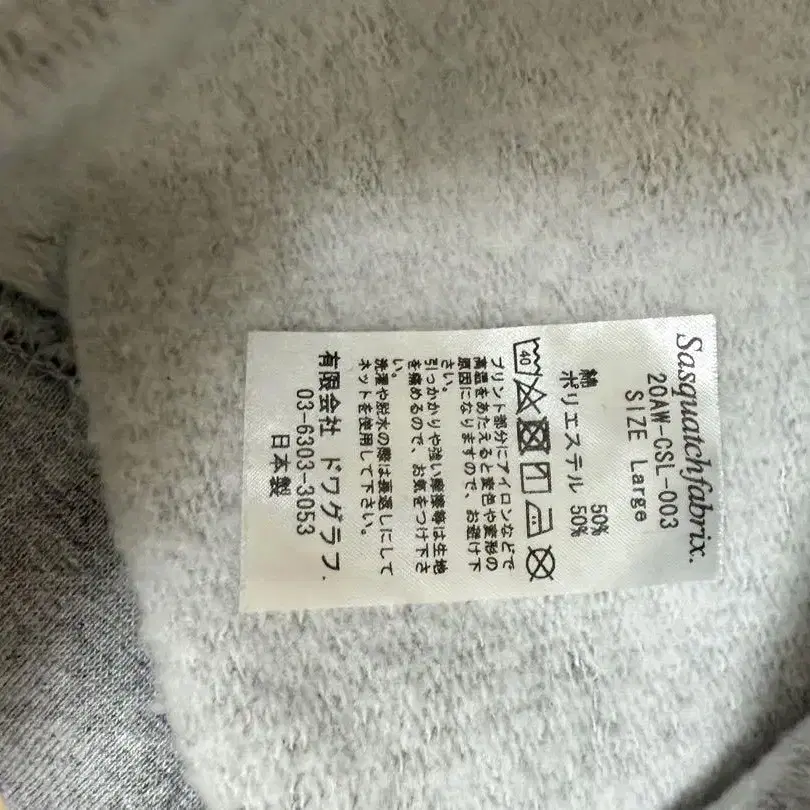 Sasquatchfabrix.
20AW-CSL-003
SIZE Large
綿 50%
ポリエステル 50%
40
プリント部分にアイロンなどで
高温をあたえると変色や変形の
原因になりますので、お避け下
さい。
引っかかりや強い摩擦等は生地
を痛めるので、お気をつけ下さ
い。
洗濯や脱水の際は裏返しにして
ネットを使用して下さい。
有限会社 ドワグラフ.
03-6303-3053
日本製